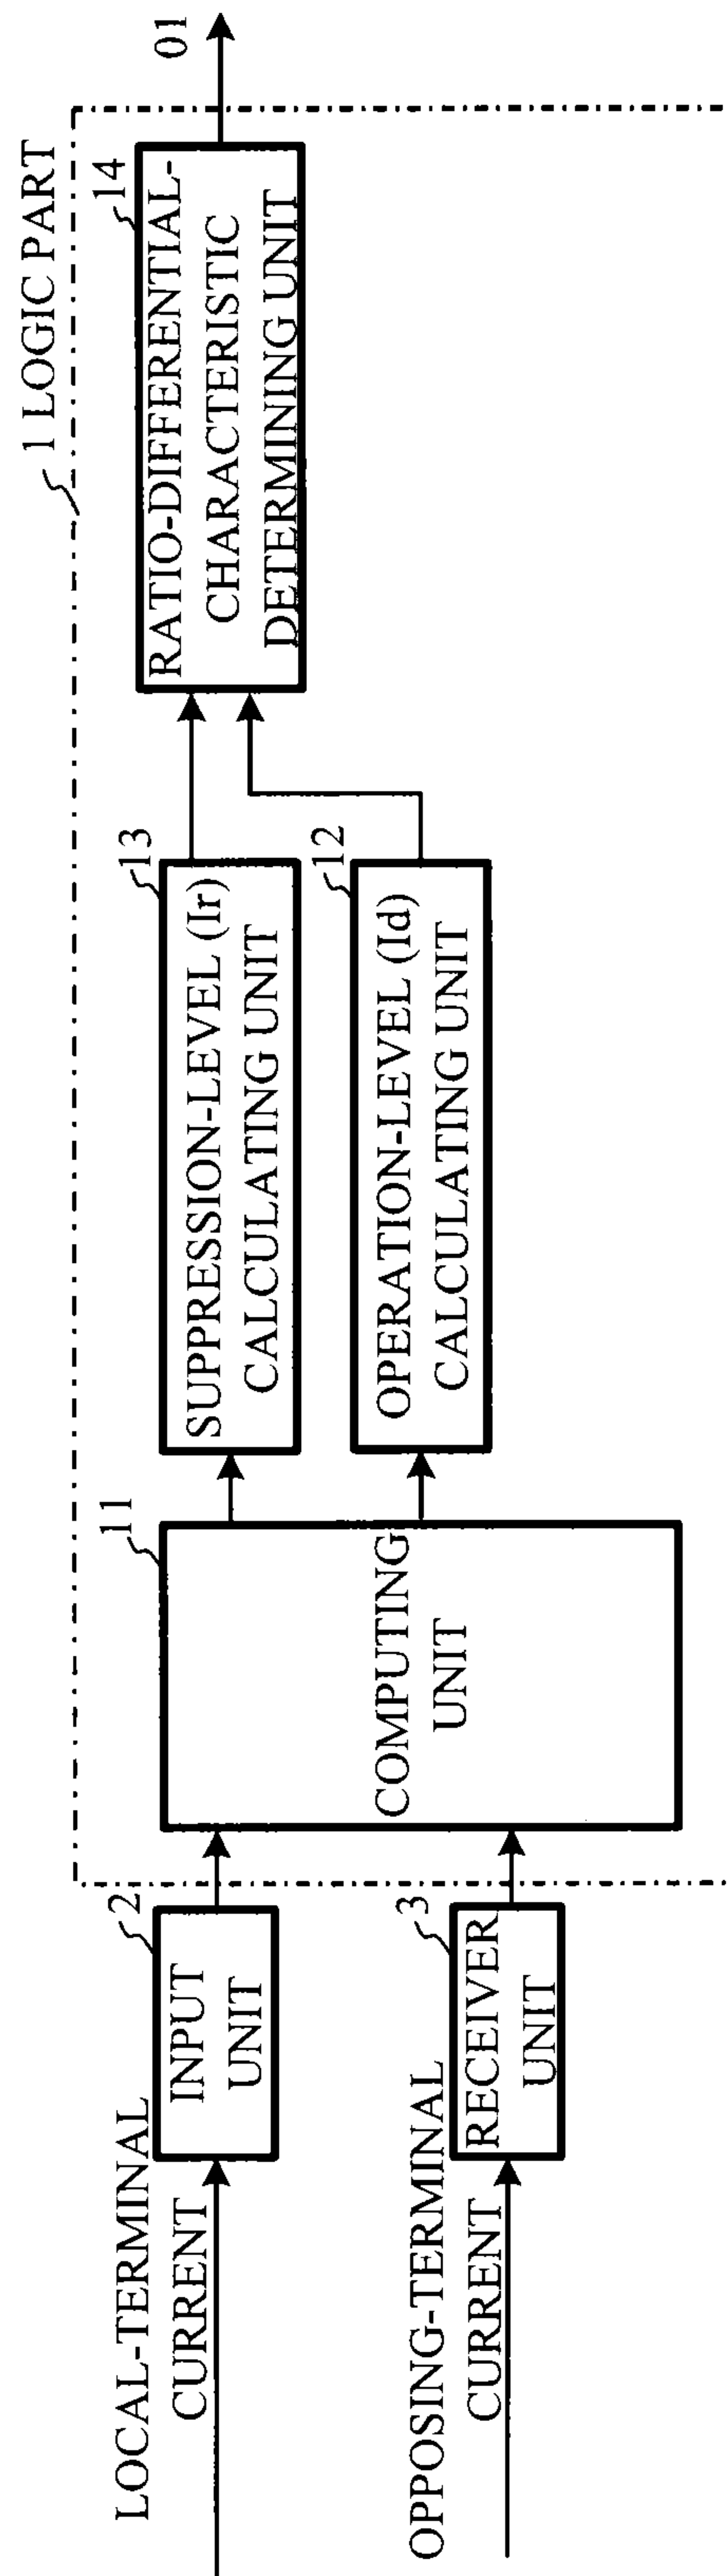 1 LOGIC PART
LOCAL-TERMINAL
CURRENT
2
INPUT
UNIT
OPPOSING-TERMINAL
CURRENT
3
RECEIVER
UNIT
11
COMPUTING
UNIT
13
SUPPRESSION-LEVEL (Ir)
CALCULATING UNIT
12
OPERATION-LEVEL (Id)
CALCULATING UNIT
14
RATIO-DIFFERENTIAL-
CHARACTERISTIC
DETERMINING UNIT
01